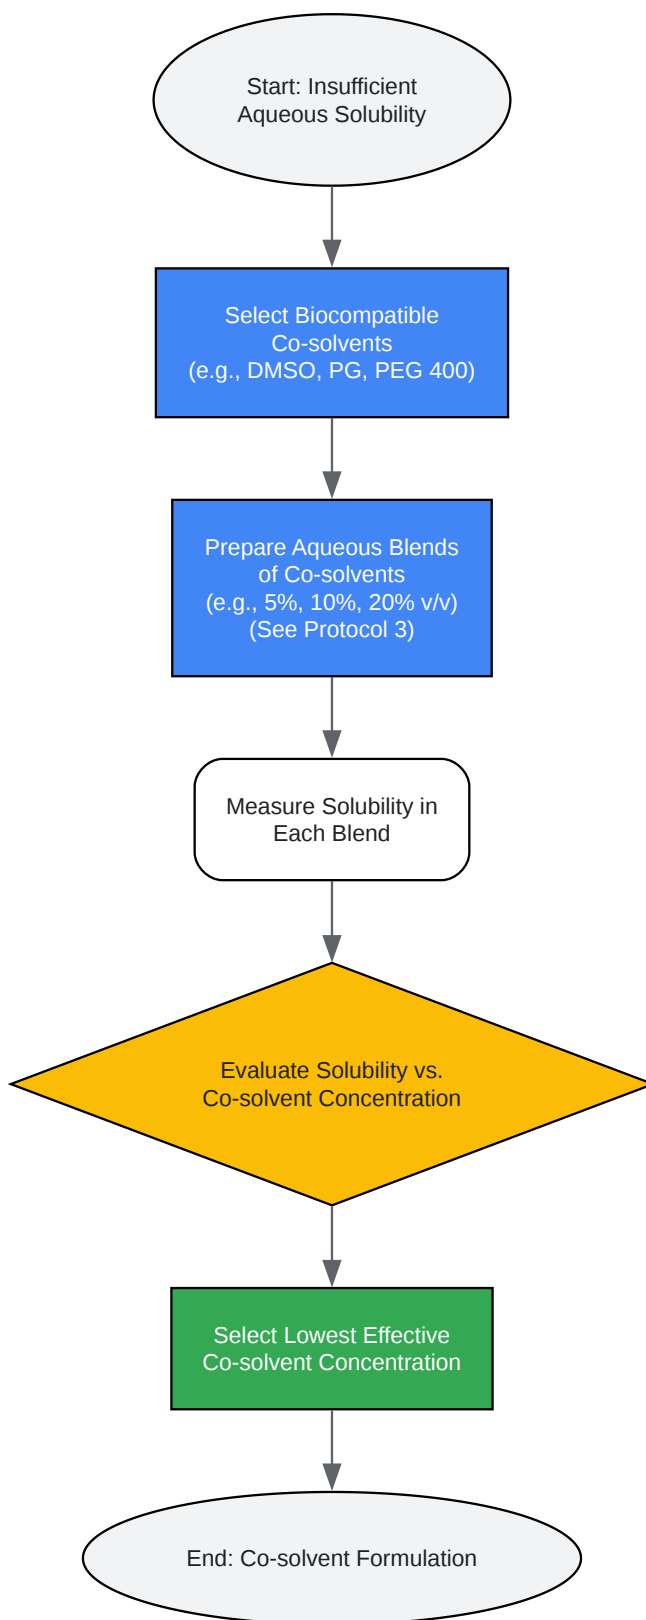 Start: Insufficient
Aqueous Solubility
Select Biocompatible
Co-solvents
(e.g., DMSO, PG, PEG 400)
Prepare Aqueous Blends
of Co-solvents
(e.g., 5%, 10%, 20% v/v)
(See Protocol 3)
Measure Solubility in
Each Blend
Evaluate Solubility vs.
Co-solvent Concentration
Select Lowest Effective
Co-solvent Concentration
End: Co-solvent Formulation